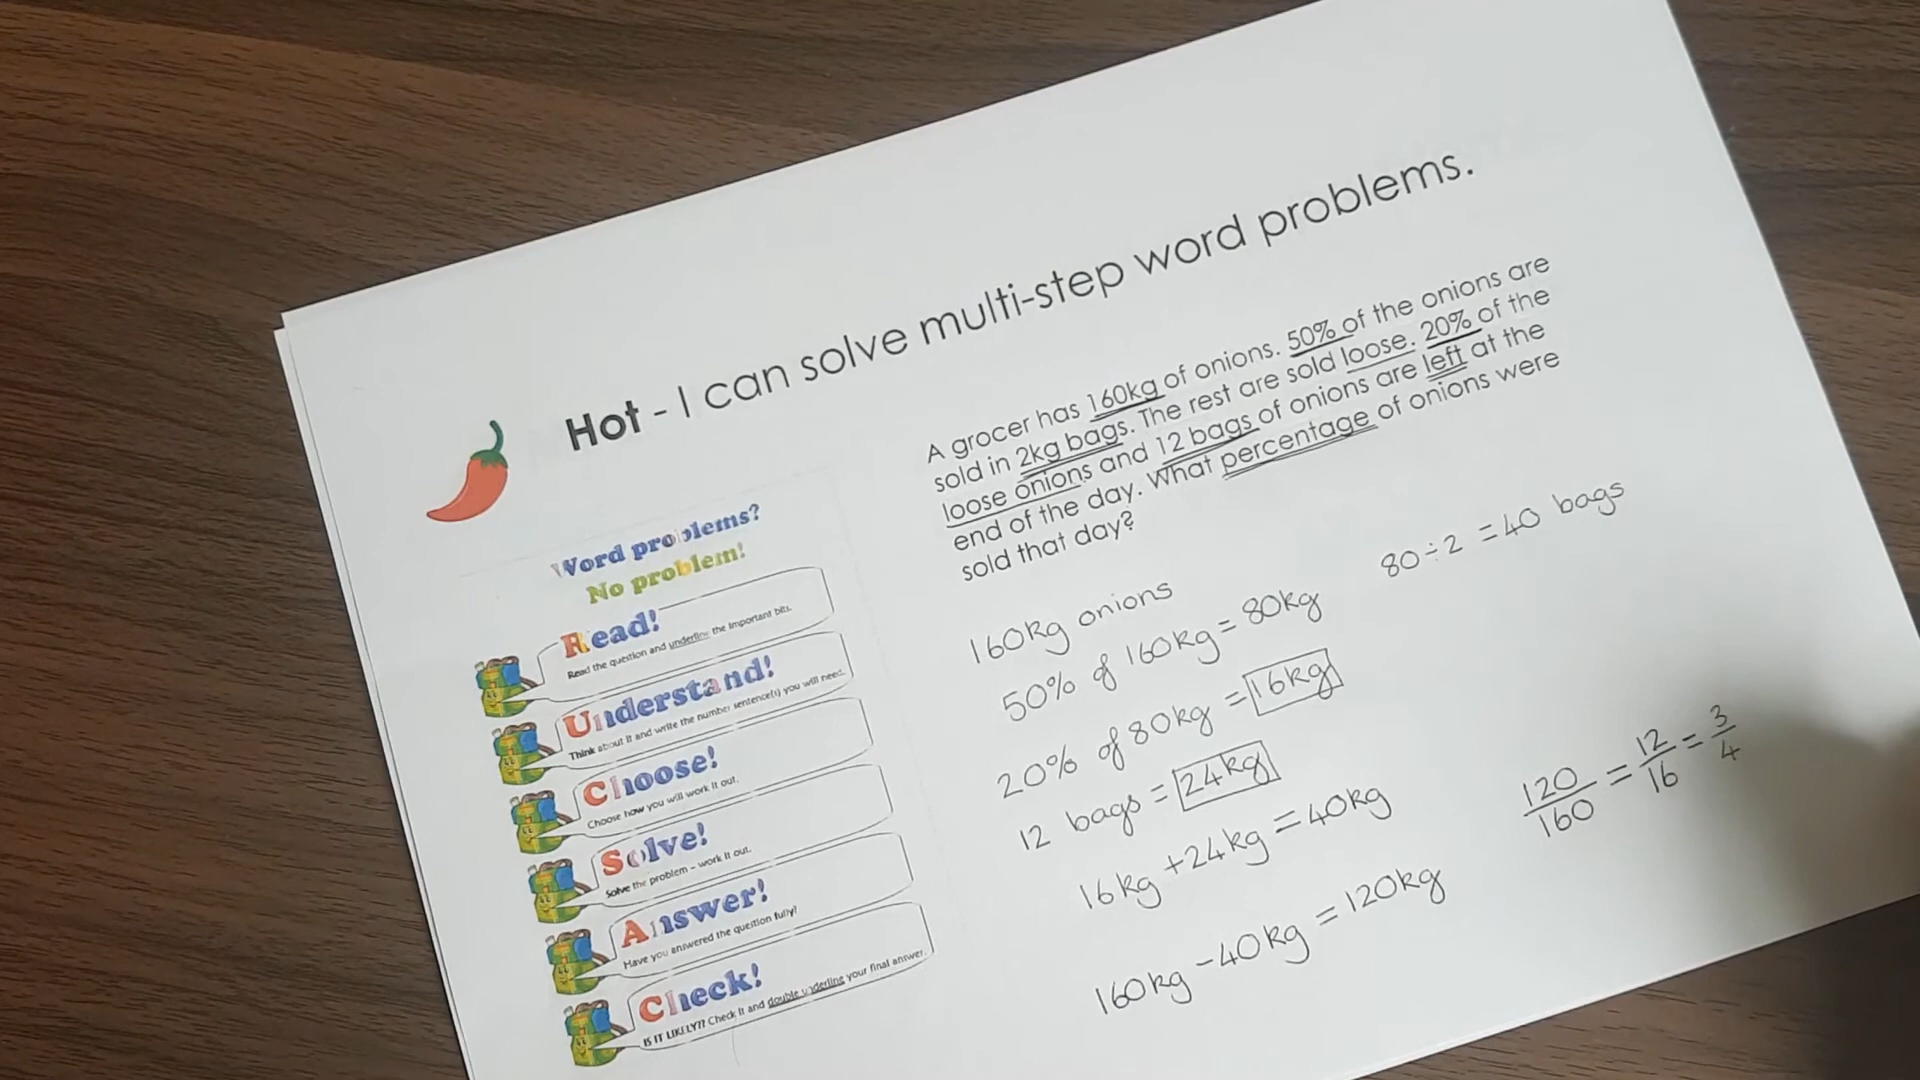 Hot - I can solve multi-step word problems.
A grocer has 160kg of onions. 50% of the onions are
sold in 2kg bags. The rest are sold loose. 20% of the
loose onions and 12 bags of onions are left at the
end of the day. What percentage of onions were
sold that day?
Word problems?
No problem!
Read!
Read the question and underline the important bits.
Understand!
Think about it and write the number sentence(s) you will need.
Choose!
Choose how you will work it out.
Solve!
Solve the problem - work it out.
Answer!
Have you answered the question fully?
Check!
IS IT LIKELY?? Check it and double underline your final answer.
160kg onions
50% of 160kg = 80kg
80÷2 = 40 bags
20% of 80kg = 16kg
12 bags = 24kg
16kg + 24kg = 40kg
160kg - 40kg = 120kg
120/160 = 12/16 = 3/4